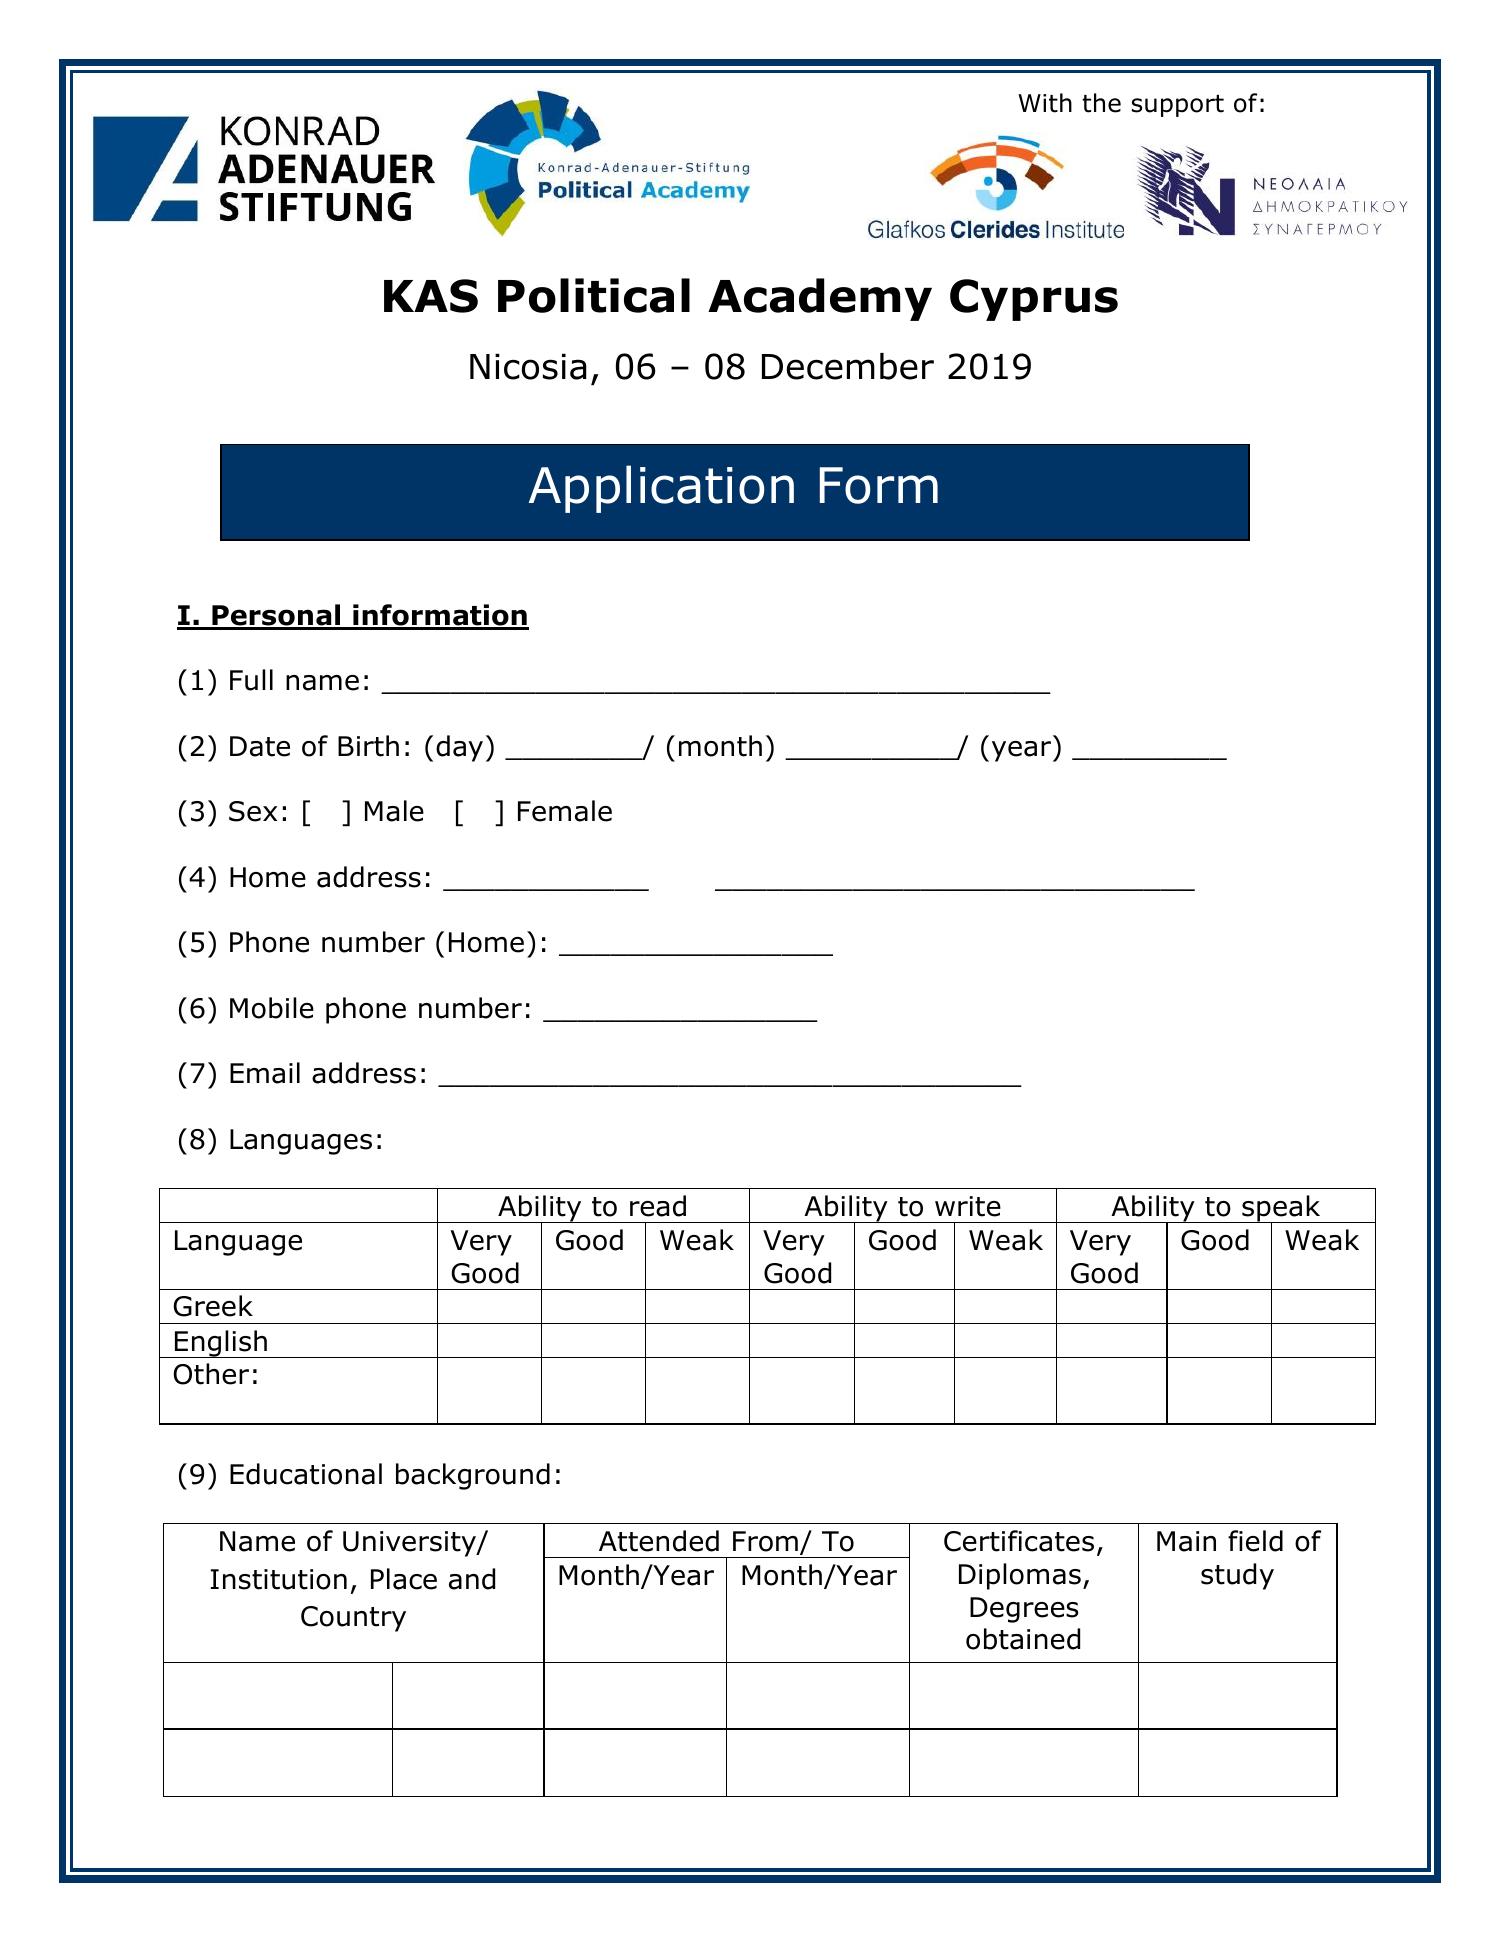 KONRAD
ADENAUER
STIFTUNG
Konrad-Adenauer-Stiftung
Political Academy
With the support of:
Glafkos Clerides Institute
ΝΕΟΛΑΙΑ
ΔΗΜΟΚΡΑΤΙΚΟΥ
ΣΥΝΑΓΕΡΜΟΥ
KAS Political Academy Cyprus
Nicosia, 06 – 08 December 2019
Application Form
I. Personal information
(1) Full name: _______________________________________
(2) Date of Birth: (day) ________/ (month) __________/ (year) _________
(3) Sex: [   ] Male   [   ] Female
(4) Home address: ____________   ____________________________
(5) Phone number (Home): ________________
(6) Mobile phone number: ________________
(7) Email address: __________________________________
(8) Languages:
Ability to read Ability to write Ability to speak
Language Very Good Good Weak Very Good Good Weak Very Good Good Weak
Greek
English
Other:
(9) Educational background:
Name of University/
Institution, Place and
Country
Attended From/ To
Month/Year Month/Year
Certificates,
Diplomas,
Degrees
obtained
Main field of
study